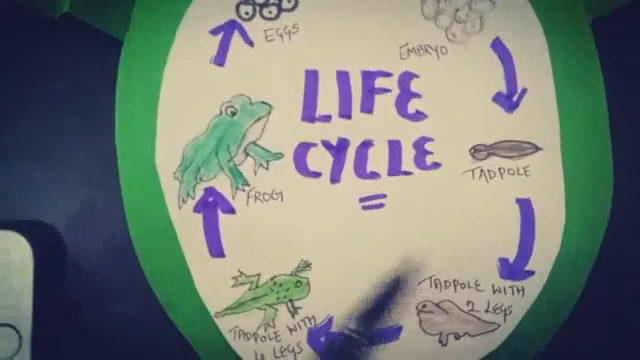 EGGS
EMBRYO
LIFE
CYCLE
TADPOLE
FROG
TADPOLE WITH
2 LEGS
TADPOLE WITH
4 LEGS